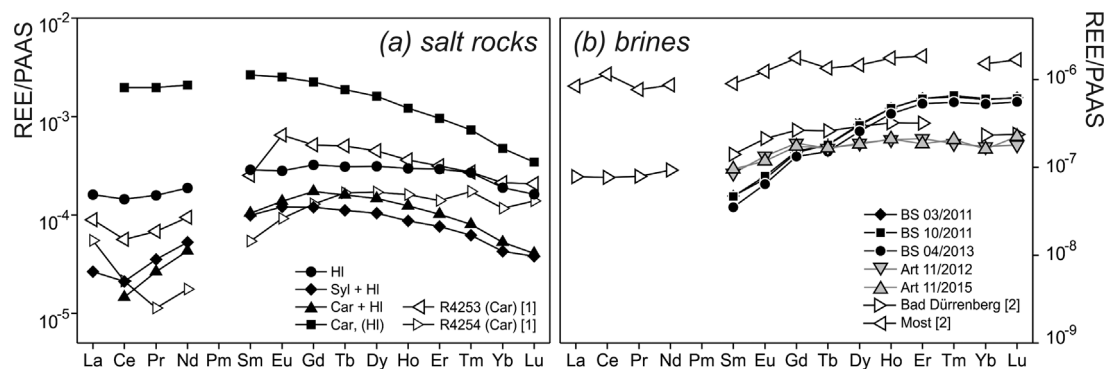 (a) salt rocks
REE/PAAS
10-2
10-3
10-4
10-5
Hl
Syl + Hl
Car + Hl
Car, (Hl)
R4253 (Car) [1]
R4254 (Car) [1]
La Ce Pr Nd Pm Sm Eu Gd Tb Dy Ho Er Tm Yb Lu
(b) brines
REE/PAAS
10-6
10-7
10-8
10-9
BS 03/2011
BS 10/2011
BS 04/2013
Art 11/2012
Art 11/2015
Bad Dürrenberg [2]
Most [2]
La Ce Pr Nd Pm Sm Eu Gd Tb Dy Ho Er Tm Yb Lu